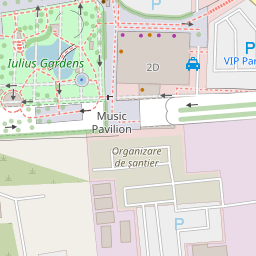 P
Iulius Gardens
2D
P
VIP Par
Music
Pavilion
Organizare
de șantier
P
P